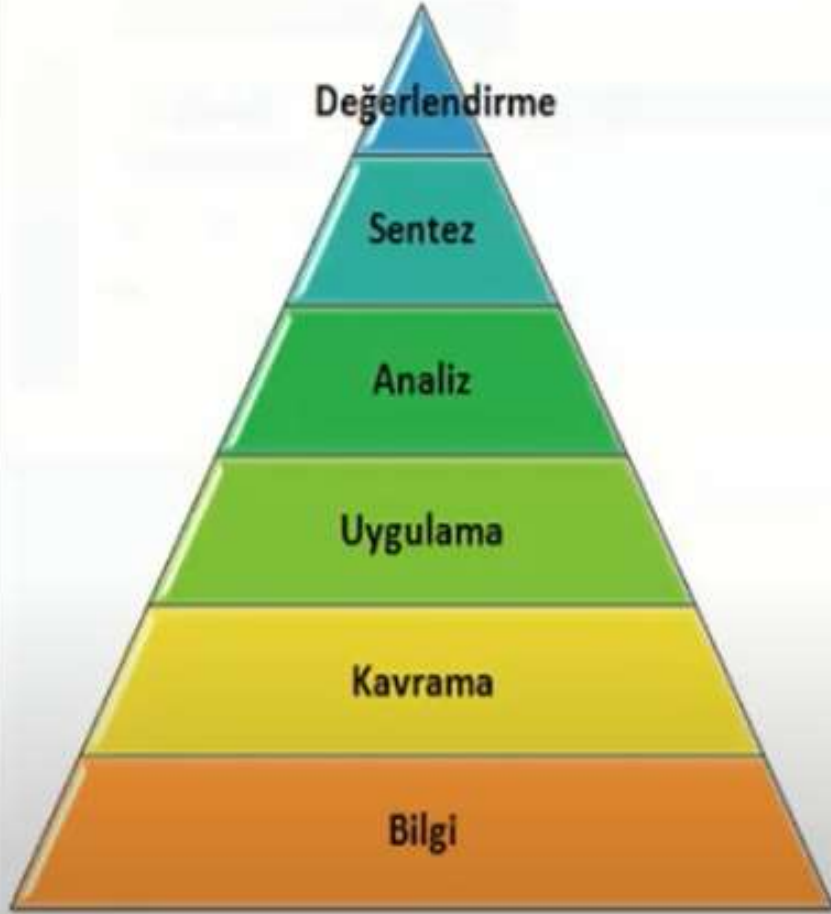 Değerlendirme
Sentez
Analiz
Uygulama
Kavrama
Bilgi